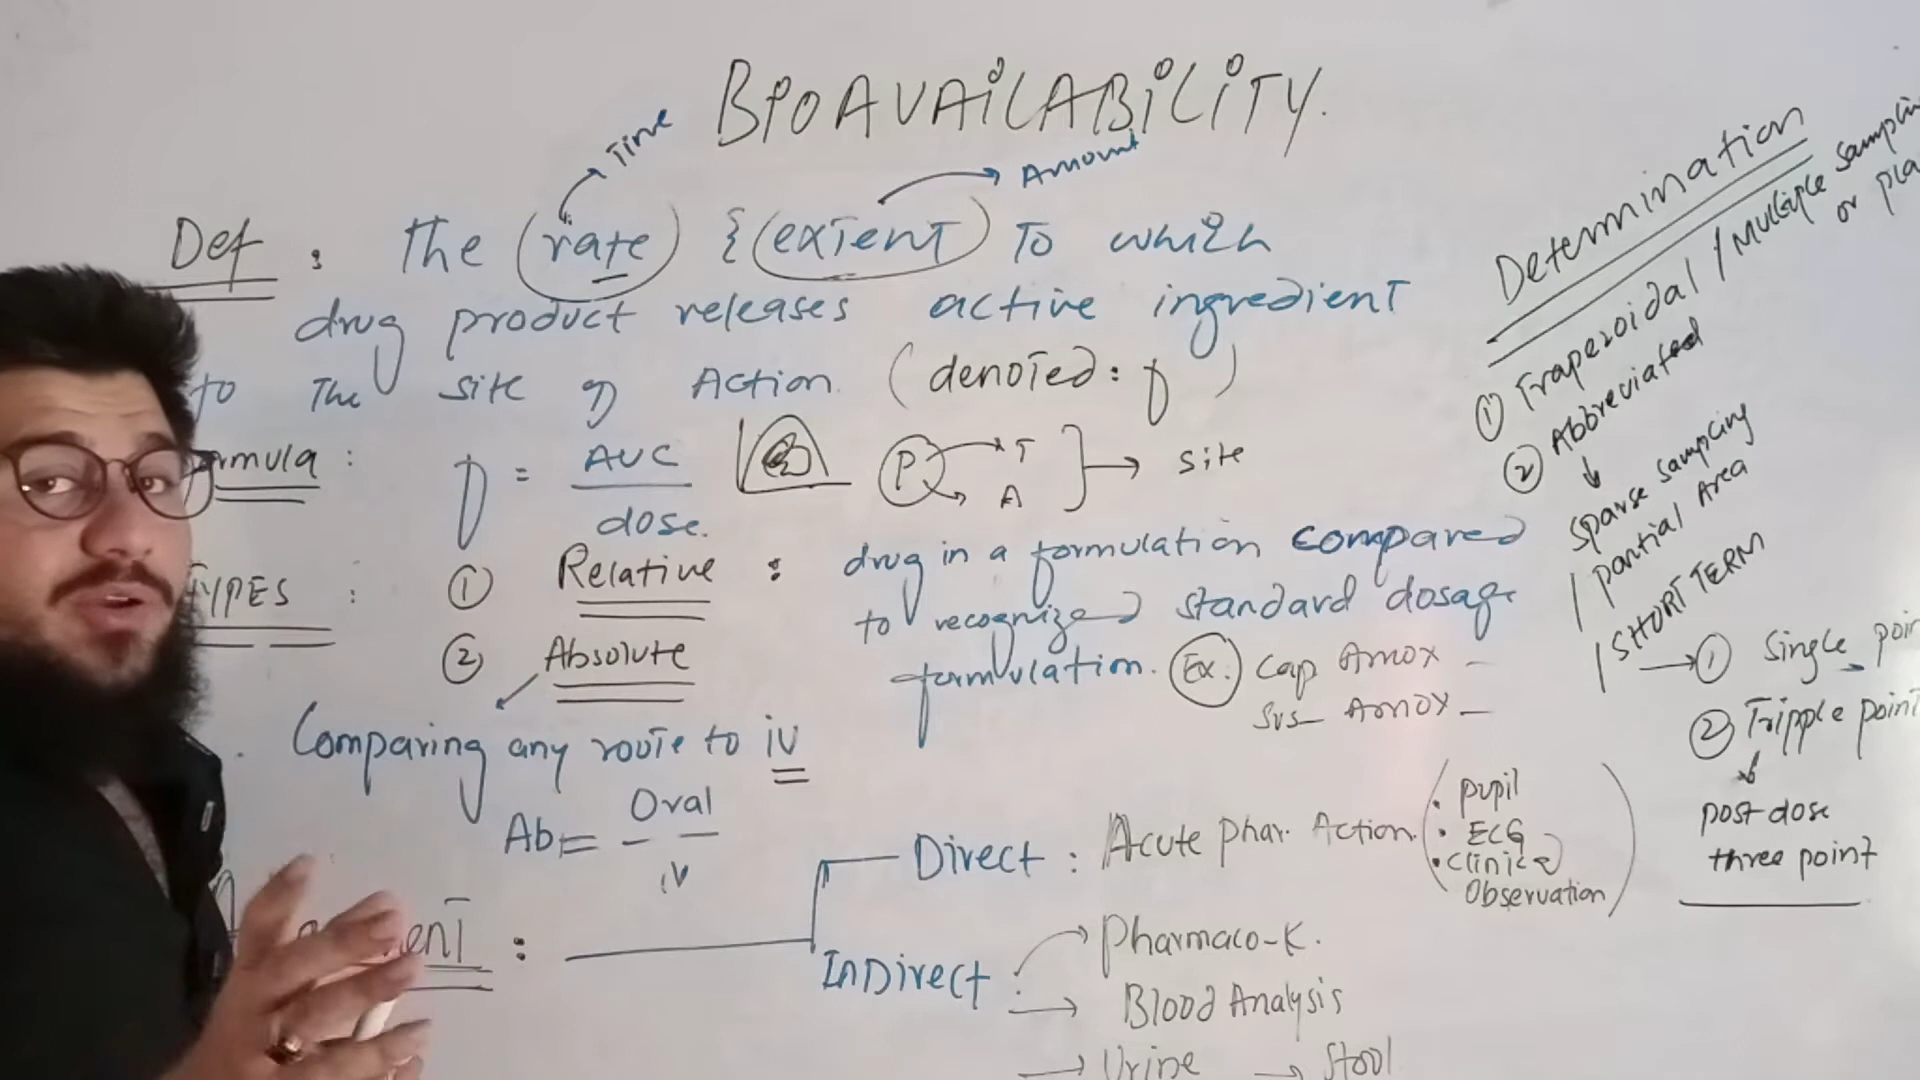 BIOAVAiLABiLiTY.
Time
Amount
Def : the rate & extent to which
drug product releases active ingredient
to The site of Action. (denoted: f)
ormula : f = AUC
dose.
P T
A
site
TYPES :
① Relative : drug in a formulation compared
to recognized standard dosage
formulation. Ex. Cap Amox -
Sus- Amox -
② Absolute
Comparing any route to iv
Ab = Oral
iv
ment :
Direct : Acute Phar. Action
• Pupil
• ECG
• Clinical
Observation
InDirect : Pharmaco-K.
Blood Analysis
Urine Stool
Determination
① Trapezoidal / Multiple Sampling
or pla
② Abbreviated
Sparse Sampling
/ partial Area
/ SHORT TERM
① Single poin
② Tripple point
post dose
three point